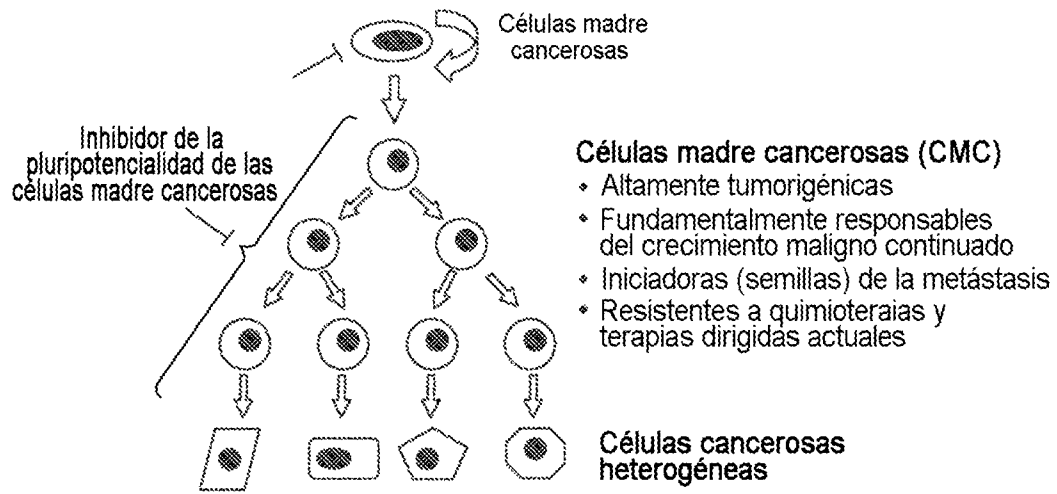 Células madre
cancerosas
Inhibidor de la
pluripotencialidad de las
células madre cancerosas
Células madre cancerosas (CMC)
• Altamente tumorigénicas
• Fundamentalmente responsables
del crecimiento maligno continuado
• Iniciadoras (semillas) de la metástasis
• Resistentes a quimioteraias y
terapias dirigidas actuales
Células cancerosas
heterogéneas